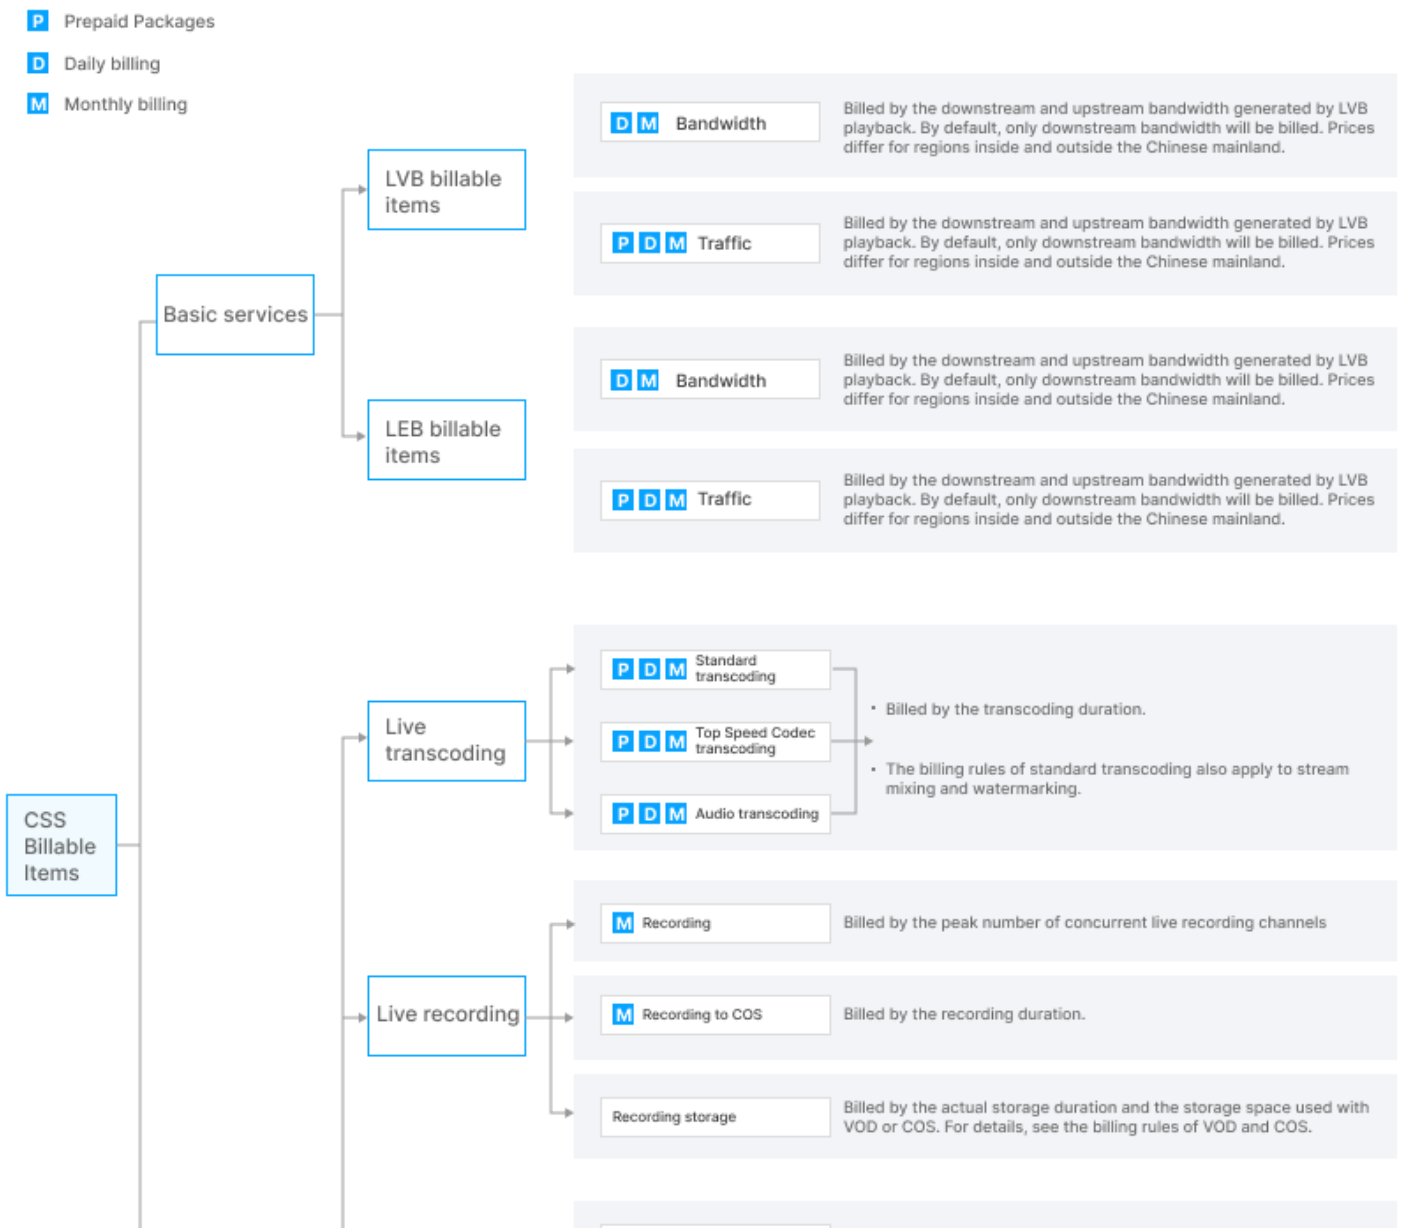 P Prepaid Packages
D Daily billing
M Monthly billing
D M Bandwidth
Billed by the downstream and upstream bandwidth generated by LVB
playback. By default, only downstream bandwidth will be billed. Prices
differ for regions inside and outside the Chinese mainland.
LVB billable
items
P D M Traffic
Billed by the downstream and upstream bandwidth generated by LVB
playback. By default, only downstream bandwidth will be billed. Prices
differ for regions inside and outside the Chinese mainland.
Basic services
D M Bandwidth
Billed by the downstream and upstream bandwidth generated by LVB
playback. By default, only downstream bandwidth will be billed. Prices
differ for regions inside and outside the Chinese mainland.
LEB billable
items
P D M Traffic
Billed by the downstream and upstream bandwidth generated by LVB
playback. By default, only downstream bandwidth will be billed. Prices
differ for regions inside and outside the Chinese mainland.
Live
transcoding
P D M Standard
transcoding
P D M Top Speed Codec
transcoding
P D M Audio transcoding
• Billed by the transcoding duration.
• The billing rules of standard transcoding also apply to stream
mixing and watermarking.
CSS
Billable
Items
Live recording
M Recording
Billed by the peak number of concurrent live recording channels
M Recording to COS
Billed by the recording duration.
Recording storage
Billed by the actual storage duration and the storage space used with
VOD or COS. For details, see the billing rules of VOD and COS.